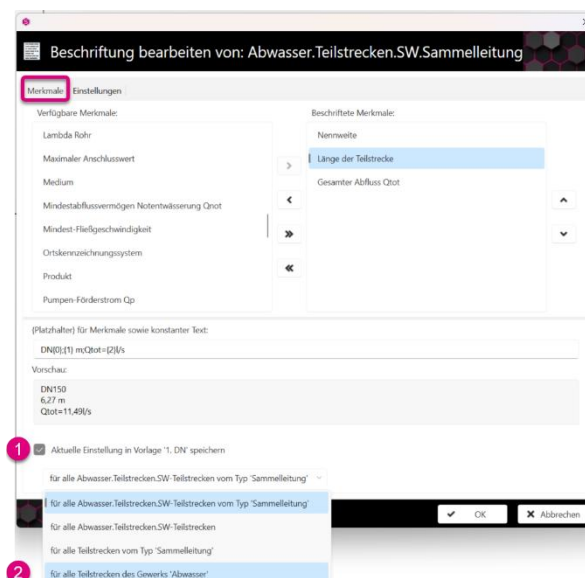 Beschriftung bearbeiten von: Abwasser.Teilstrecken.SW.Sammelleitung
Merkmale Einstellungen
Verfügbare Merkmale:
Lambda Rohr
Maximaler Anschlusswert
Medium
Mindestabflussvermögen Notentwässerung Qnot
Mindest-Fließgeschwindigkeit
Ortskennzeichnungssystem
Produkt
Pumpen-Förderstrom Qp
Beschriftete Merkmale:
Nennweite
Länge der Teilstrecke
Gesamter Abfluss Qtot
{Platzhalter} für Merkmale sowie konstanter Text:
DN{0};{1} m;Qtot={2}l/s
Vorschau:
DN150
6,27 m
Qtot=11,49l/s
1 Aktuelle Einstellung in Vorlage '1. DN' speichern
für alle Abwasser.Teilstrecken.SW-Teilstrecken vom Typ 'Sammelleitung'
für alle Abwasser.Teilstrecken.SW-Teilstrecken vom Typ 'Sammelleitung'
für alle Abwasser.Teilstrecken.SW-Teilstrecken
für alle Teilstrecken vom Typ 'Sammelleitung'
2 für alle Teilstrecken des Gewerks 'Abwasser'
OK Abbrechen